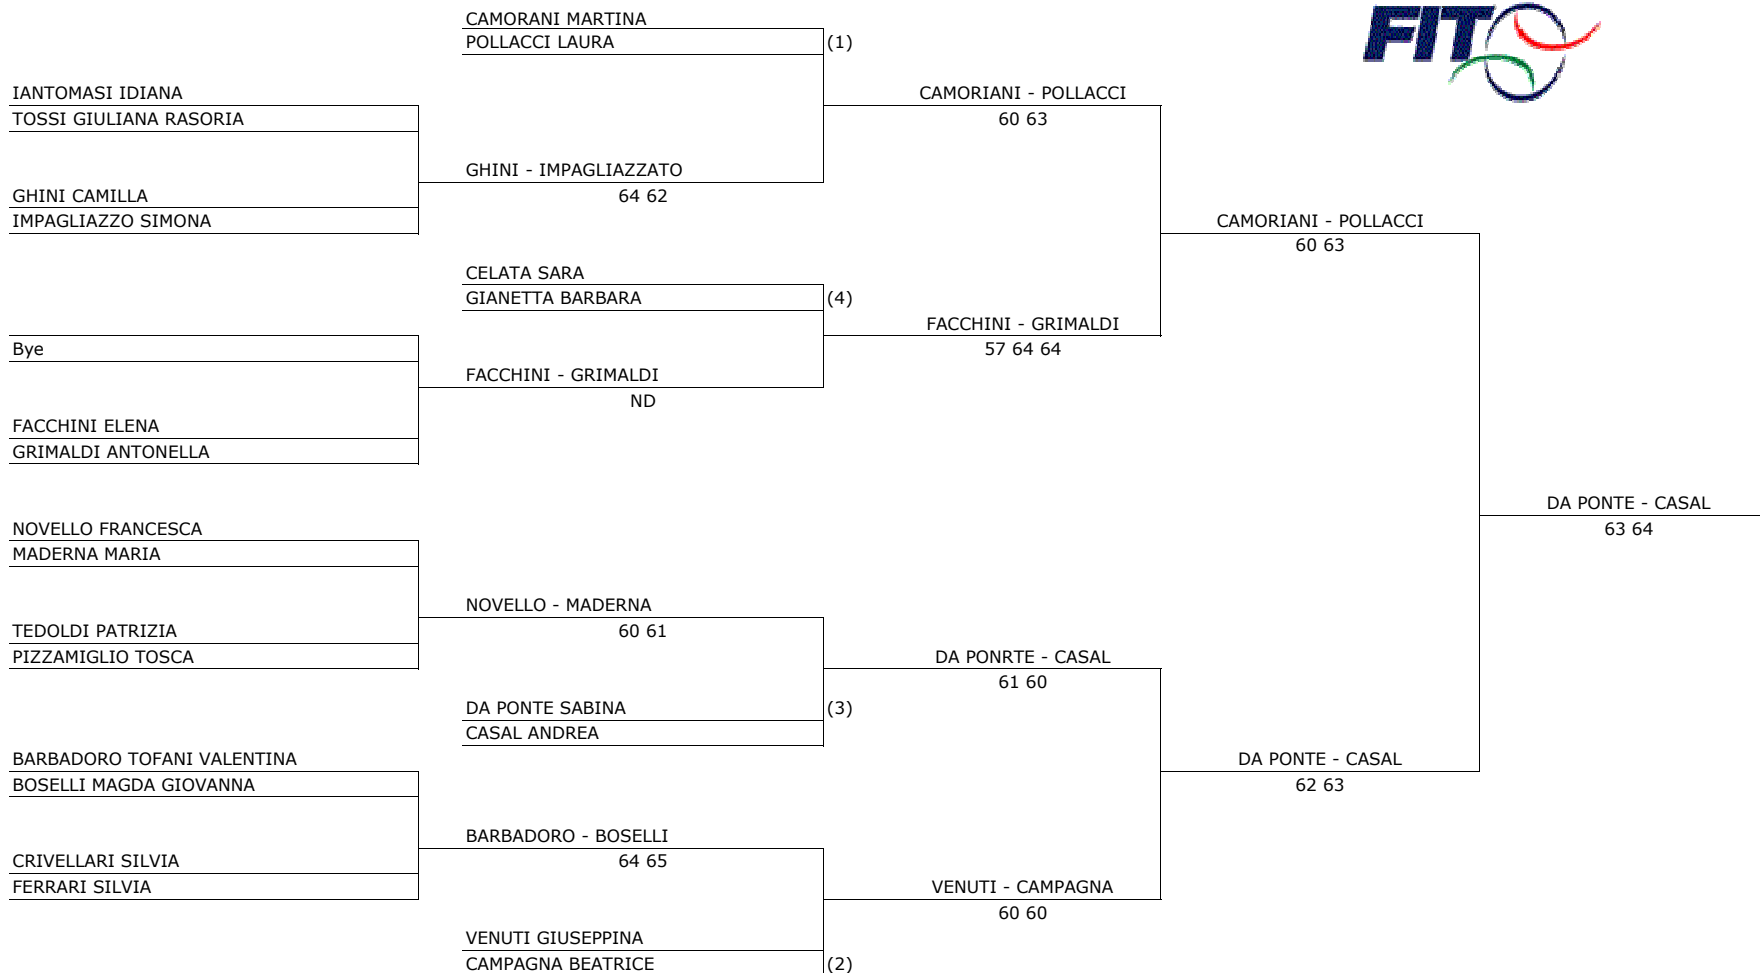 CAMORANI MARTINA
POLLACCI LAURA (1)
FIT
IANTOMASI IDIANA
TOSSI GIULIANA RASORIA
CAMORIANI - POLLACCI
60 63
GHINI - IMPAGLIAZZATO
64 62
GHINI CAMILLA
IMPAGLIAZZO SIMONA
CAMORIANI - POLLACCI
60 63
CELATA SARA
GIANETTA BARBARA (4)
FACCHINI - GRIMALDI
57 64 64
Bye
FACCHINI - GRIMALDI
ND
FACCHINI ELENA
GRIMALDI ANTONELLA
DA PONTE - CASAL
63 64
NOVELLO FRANCESCA
MADERNA MARIA
NOVELLO - MADERNA
60 61
TEDOLDI PATRIZIA
PIZZAMIGLIO TOSCA
DA PONRTE - CASAL
61 60
DA PONTE SABINA (3)
CASAL ANDREA
BARBADORO TOFANI VALENTINA
BOSELLI MAGDA GIOVANNA
DA PONTE - CASAL
62 63
BARBADORO - BOSELLI
64 65
CRIVELLARI SILVIA
FERRARI SILVIA
VENUTI - CAMPAGNA
60 60
VENUTI GIUSEPPINA
CAMPAGNA BEATRICE (2)